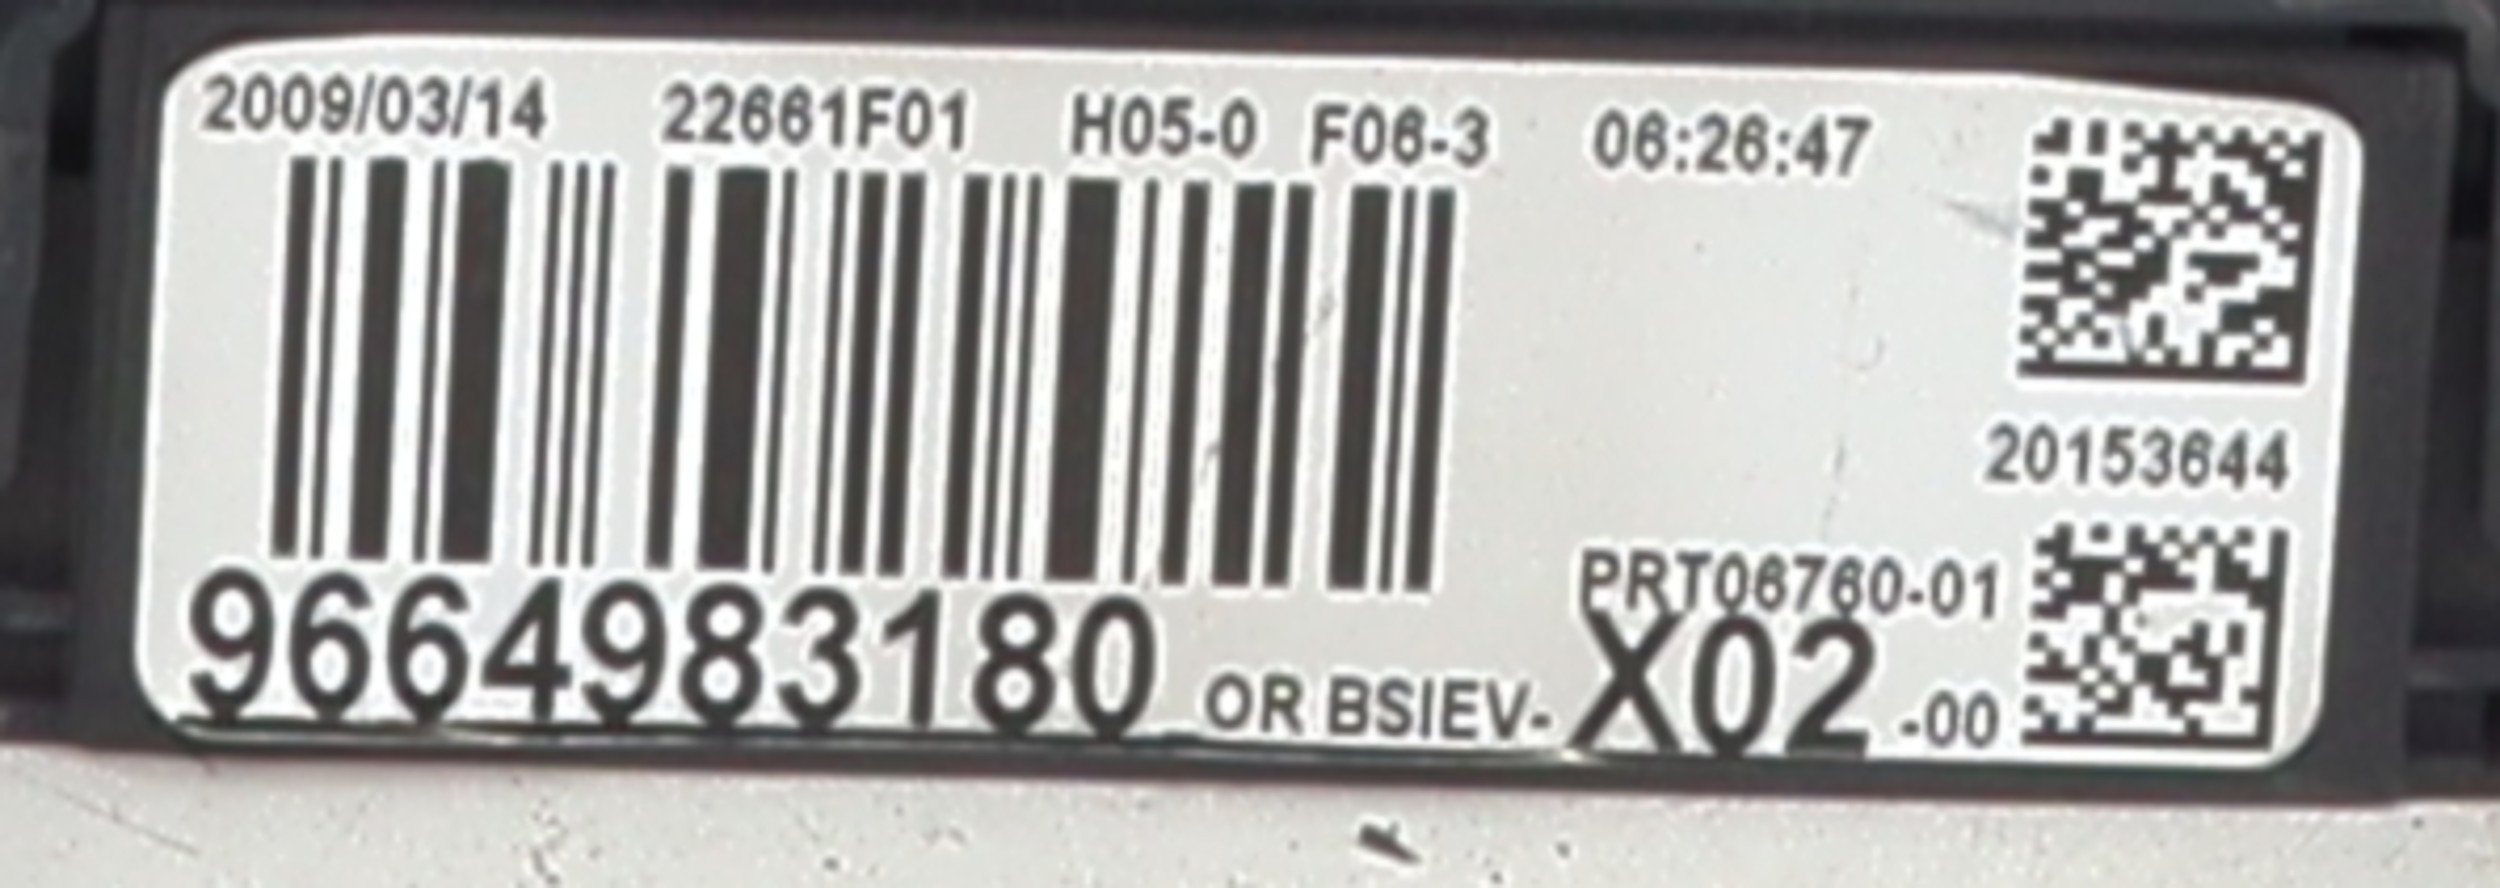 2009/03/14 22661F01 H05-0 F06-3 06:26:47
20153644
PRT06760-01
9664983180 OR BSIEV-X02-00